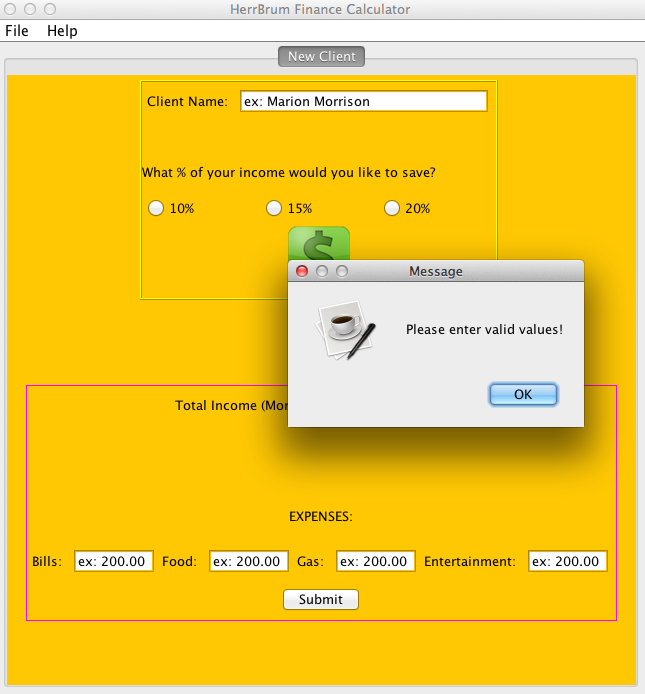 HerrBrum Finance Calculator
File Help
New Client
Client Name: ex: Marion Morrison
What % of your income would you like to save?
10% 15% 20%
$
Message
Please enter valid values!
OK
Total Income
EXPENSES:
Bills: ex: 200.00 Food: ex: 200.00 Gas: ex: 200.00 Entertainment: ex: 200.00
Submit